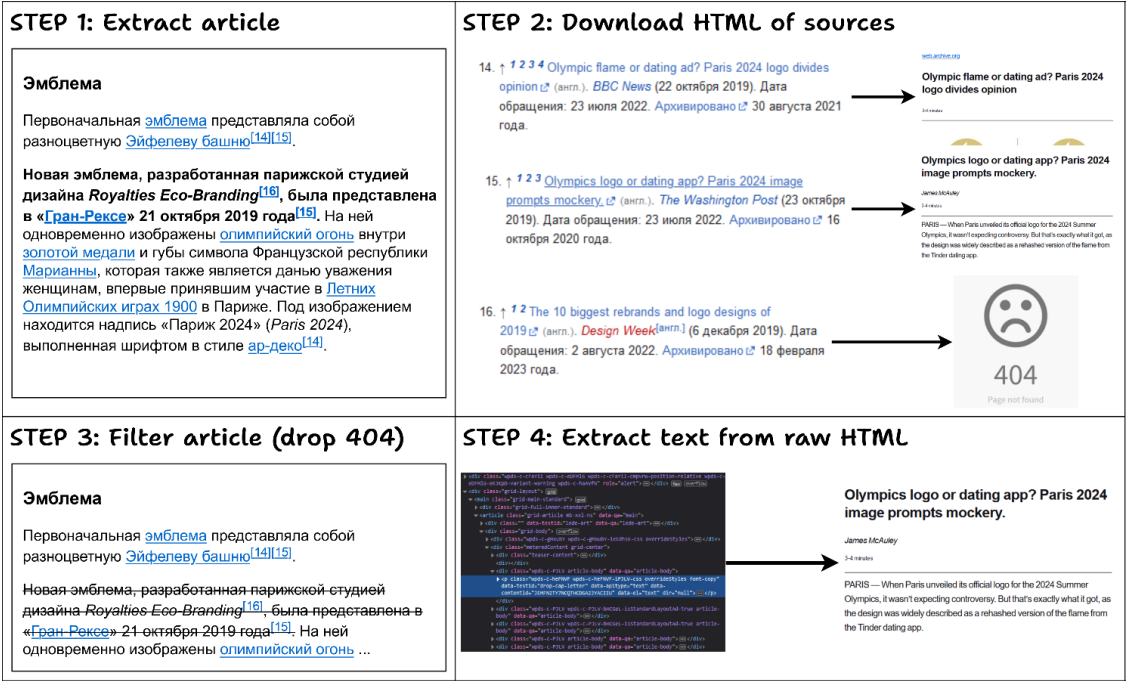 STEP 1: Extract article
Эмблема
Первоначальная эмблема представляла собой
разноцветную Эйфелеву башню[14][15].
Новая эмблема, разработанная парижской студией
дизайна Royalties Eco-Branding[16], была представлена
в «Гран-Рексе» 21 октября 2019 года[15]. На ней
одновременно изображены олимпийский огонь внутри
золотой медали и губы символа Французской республики
Марианны, которая также является данью уважения
женщинам, впервые принявшим участие в Летних
Олимпийских играх 1900 в Париже. Под изображением
находится надпись «Париж 2024» (Paris 2024),
выполненная шрифтом в стиле ар-деко[14].
STEP 2: Download HTML of sources
14. ↑ 1 2 3 4 Olympic flame or dating ad? Paris 2024 logo divides
opinion (англ.). BBC News (22 октября 2019). Дата
обращения: 23 июля 2022. Архивировано 30 августа 2021
года.
web.archive.org
Olympic flame or dating ad? Paris 2024
logo divides opinion
3-4 minutes
15. ↑ 1 2 3 Olympics logo or dating app? Paris 2024 image
prompts mockery. (англ.). The Washington Post (23 октября
2019). Дата обращения: 23 июля 2022. Архивировано 16
октября 2020 года.
Olympics logo or dating app? Paris 2024
image prompts mockery.
James McAuley
3-4 minutes
PARIS — When Paris unveiled its official logo for the 2024 Summer
Olympics, it wasn't expecting controversy. But that's exactly what it got, as
the design was widely described as a rehashed version of the flame from
the Tinder dating app.
16. ↑ 1 2 The 10 biggest rebrands and logo designs of
2019 (англ.). Design Week[англ.] (6 декабря 2019). Дата
обращения: 2 августа 2022. Архивировано 18 февраля
2023 года.
404
Page not found
STEP 3: Filter article (drop 404)
Эмблема
Первоначальная эмблема представляла собой
разноцветную Эйфелеву башню[14][15].
Новая эмблема, разработанная парижской студией
дизайна Royalties Eco-Branding[16], была представлена в
«Гран-Рексе» 21 октября 2019 года[15]. На ней
одновременно изображены олимпийский огонь ...
STEP 4: Extract text from raw HTML
Olympics logo or dating app? Paris 2024
image prompts mockery.
James McAuley
3-4 minutes
PARIS — When Paris unveiled its official logo for the 2024 Summer
Olympics, it wasn't expecting controversy. But that's exactly what it got, as
the design was widely described as a rehashed version of the flame from
the Tinder dating app.